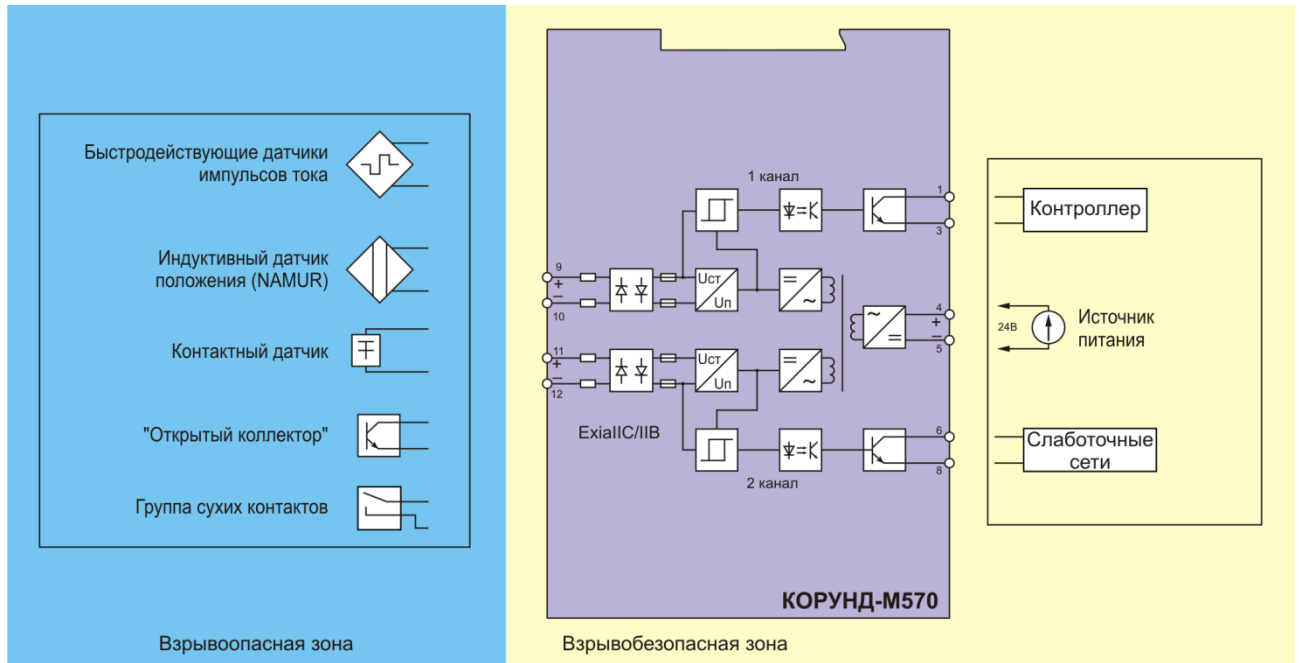 Быстродействующие датчики
импульсов тока
Индуктивный датчик
положения (NAMUR)
Контактный датчик
"Открытый коллектор"
Группа сухих контактов
Взрывоопасная зона
1 канал
1
3
9
+
–
10
Uст
Uп
=
~
~
=
4
+
–
5
11
+
–
12
Uст
Uп
=
~
ExiaIIC/IIB
6
8
2 канал
КОРУНД-М570
Взрывобезопасная зона
Контроллер
24В
Источник
питания
Слаботочные
сети